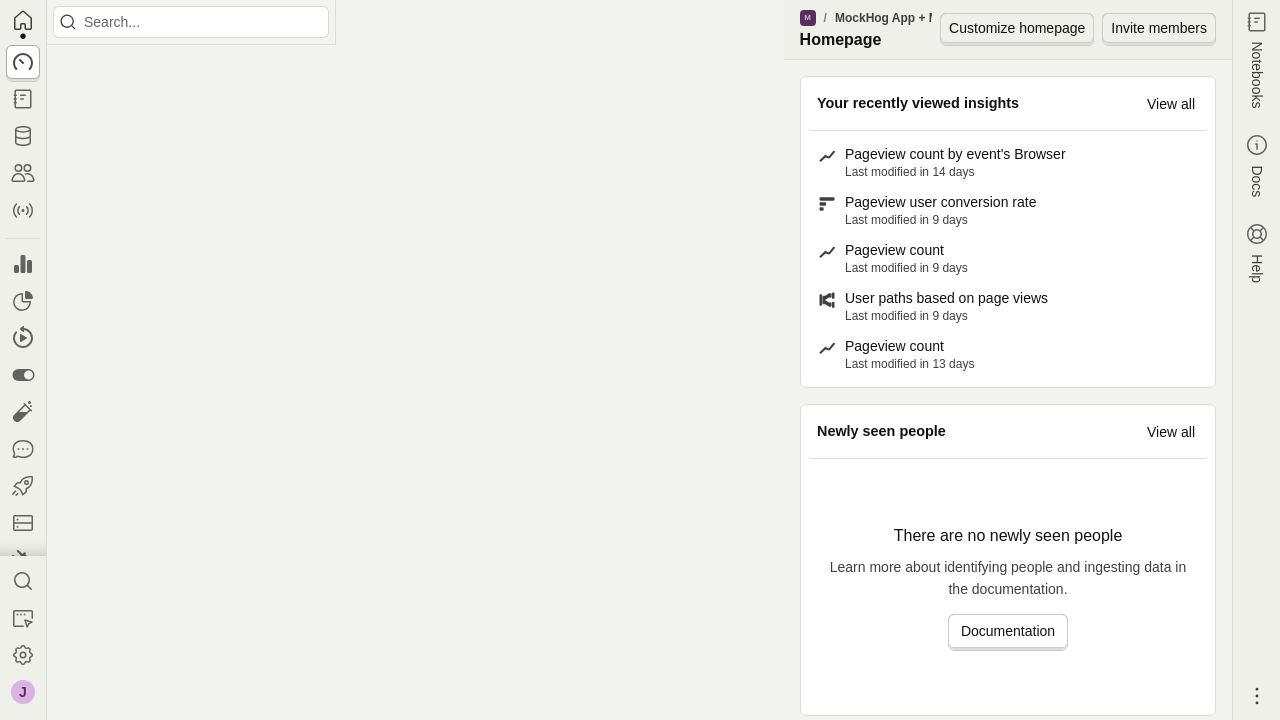 Search...
M / MockHog App + M
Homepage
Customize homepage
Invite members
Your recently viewed insights
View all
Pageview count by event's Browser
Last modified in 14 days
Pageview user conversion rate
Last modified in 9 days
Pageview count
Last modified in 9 days
User paths based on page views
Last modified in 9 days
Pageview count
Last modified in 13 days
Newly seen people
View all
There are no newly seen people
Learn more about identifying people and ingesting data in
the documentation.
Documentation
Notebooks
Docs
Help
J